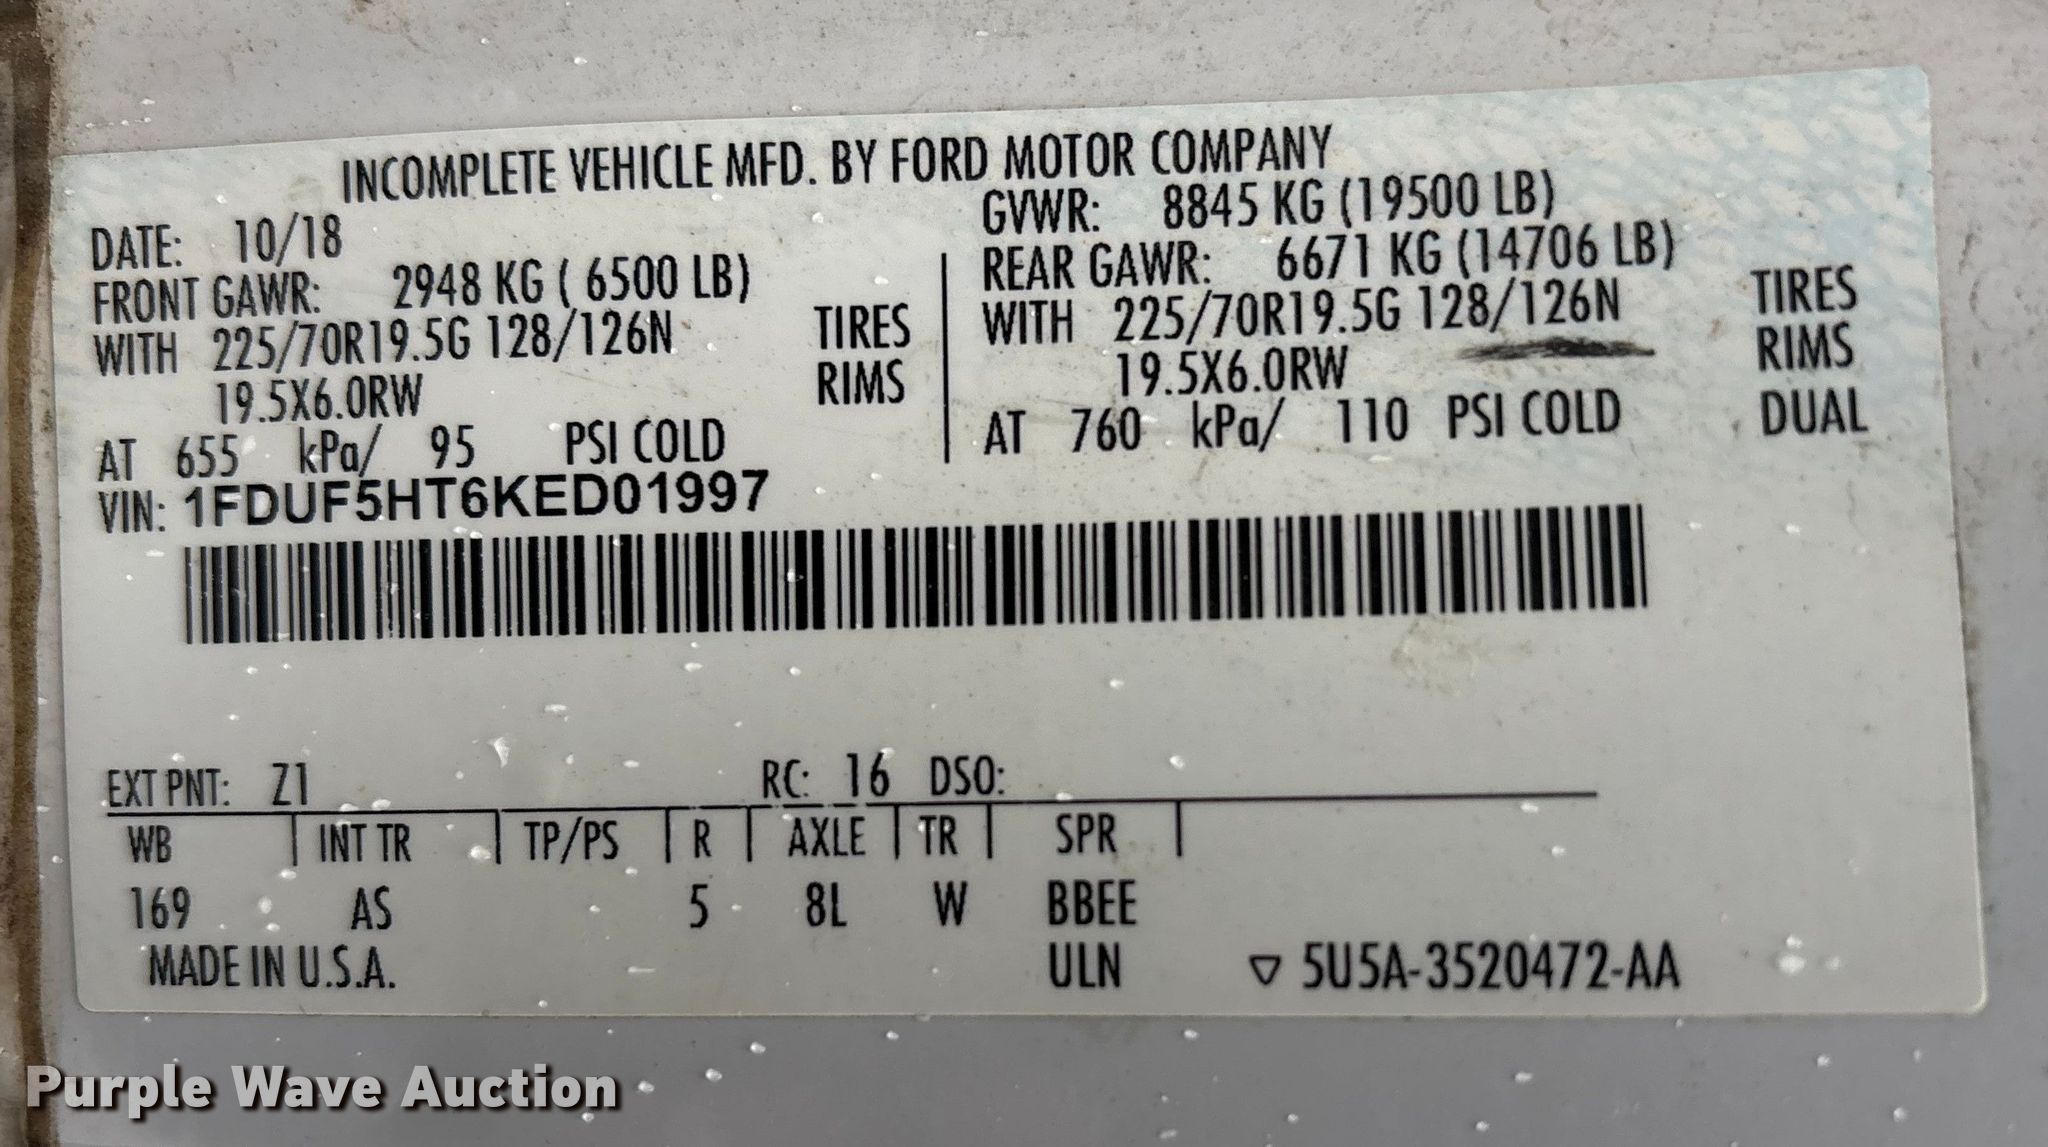 INCOMPLETE VEHICLE MFD. BY FORD MOTOR COMPANY
DATE: 10/18 GVWR: 8845 KG (19500 LB)
FRONT GAWR: 2948 KG ( 6500 LB) REAR GAWR: 6671 KG (14706 LB)
WITH 225/70R19.5G 128/126N TIRES WITH 225/70R19.5G 128/126N TIRES
19.5X6.0RW RIMS 19.5X6.0RW RIMS
AT 655 kPa/ 95 PSI COLD AT 760 kPa/ 110 PSI COLD DUAL
VIN: 1FDUF5HT6KED01997
EXT PNT: Z1 RC: 16 DSO:
WB INT TR TP/PS R AXLE TR SPR
169 AS 5 8L W BBEE
MADE IN U.S.A. ULN ▽ 5U5A-3520472-AA
Purple Wave Auction